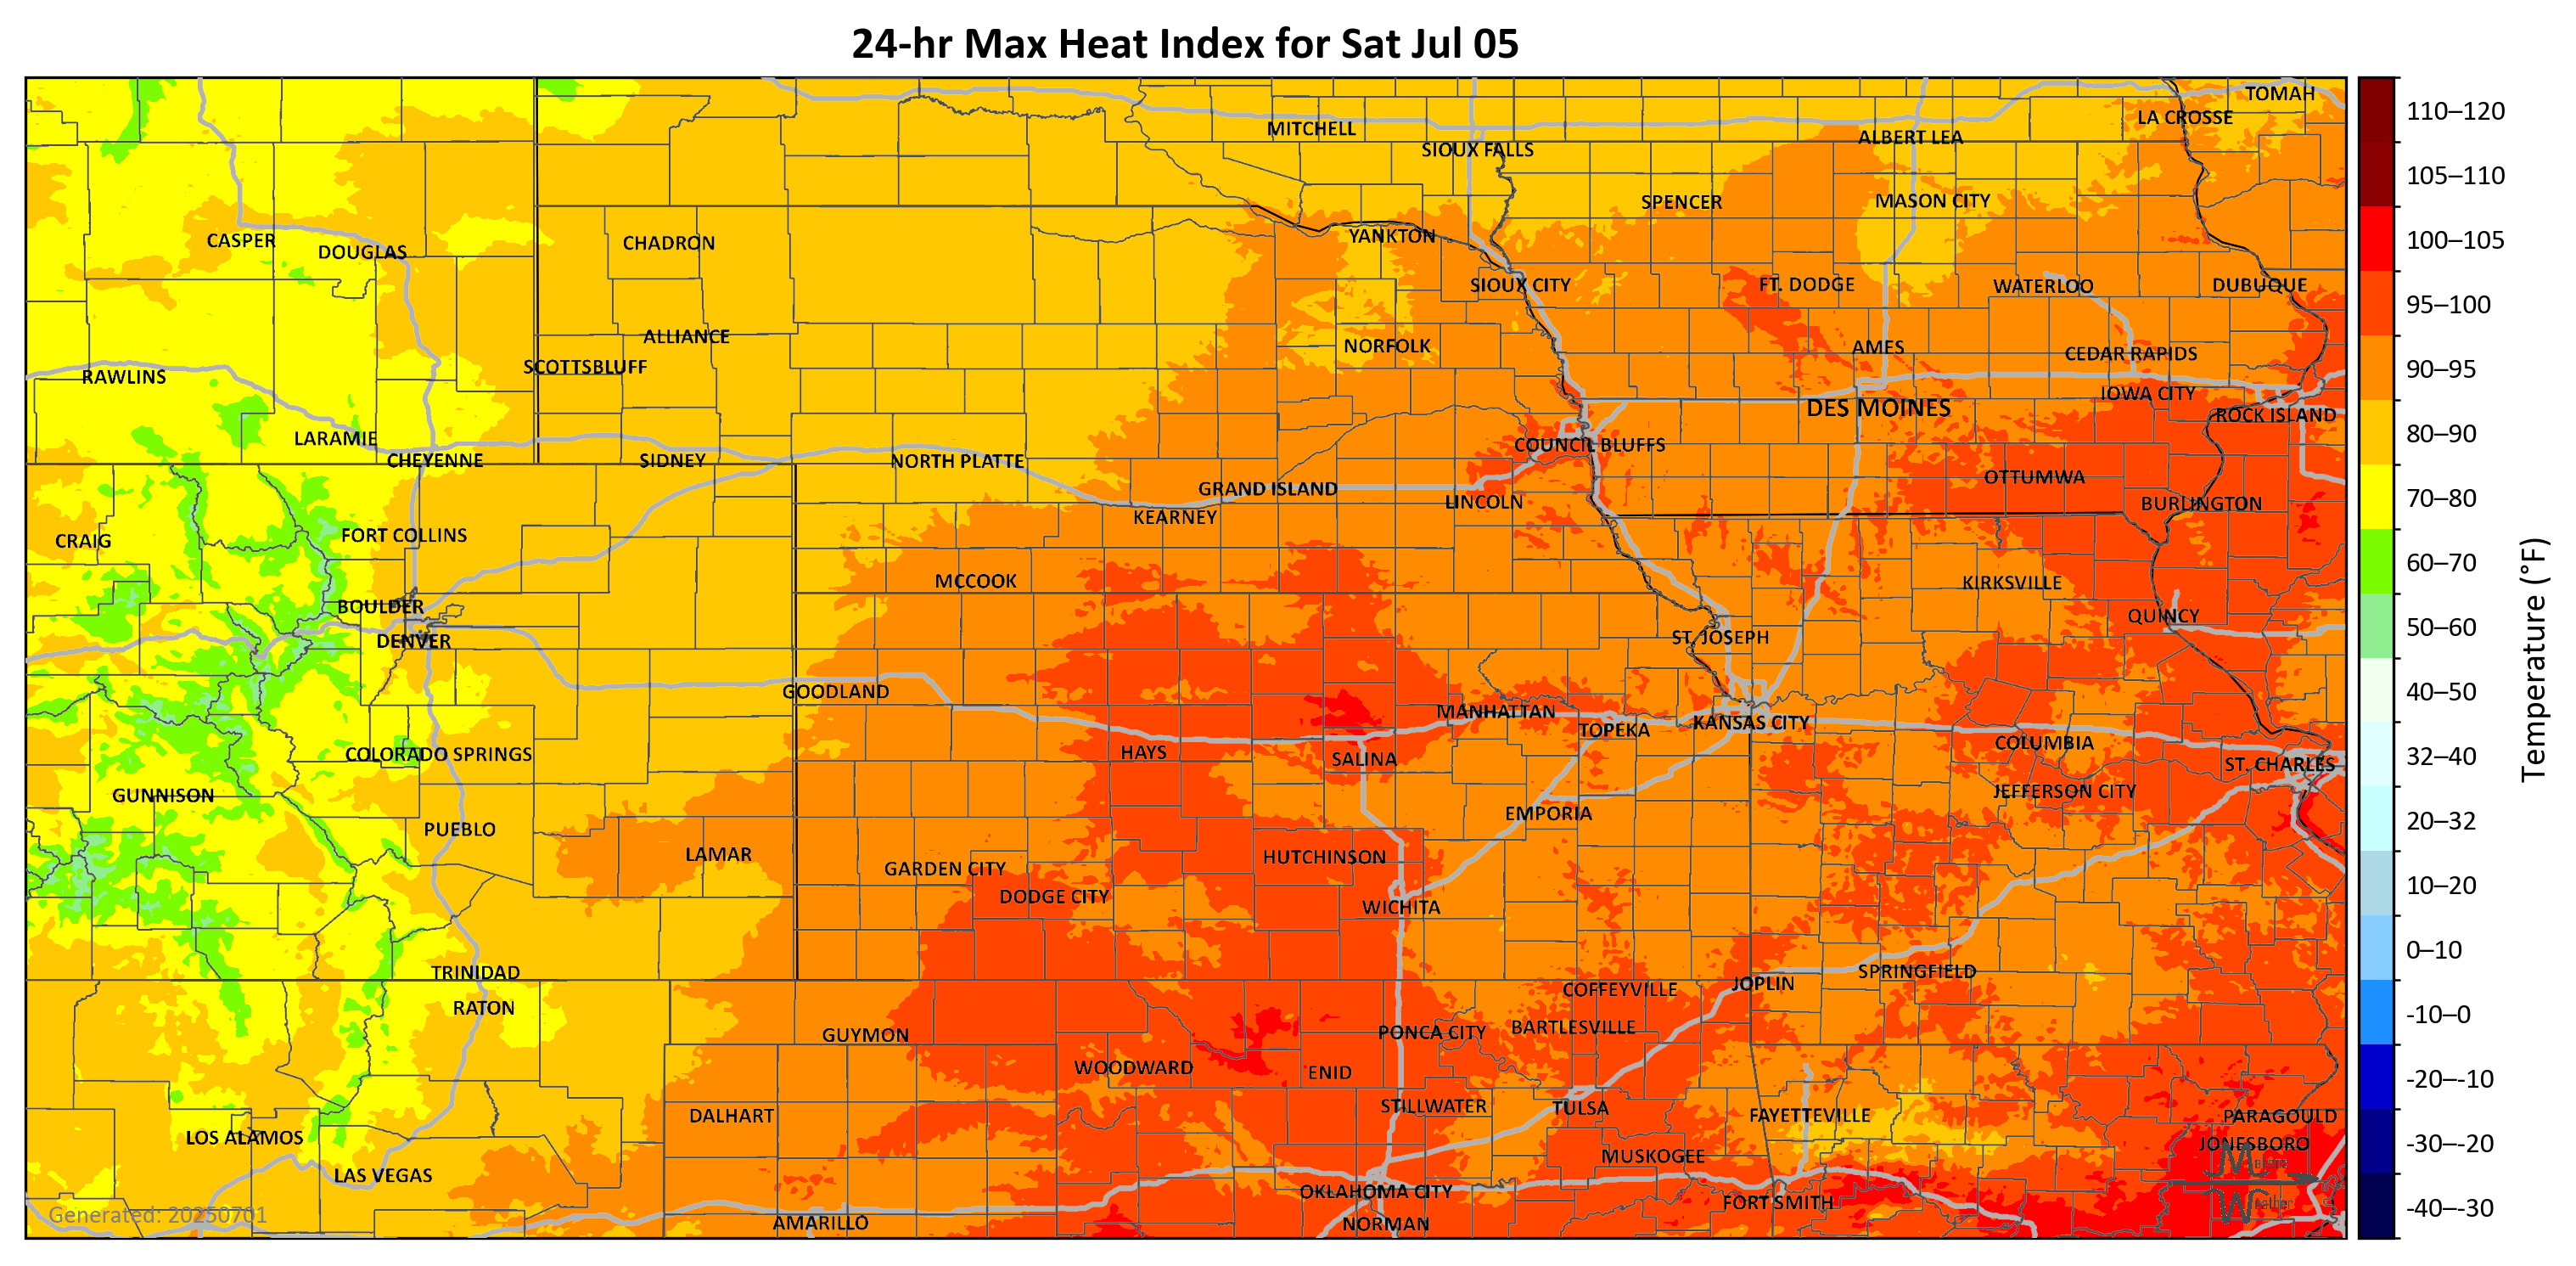 24-hr Max Heat Index for Sat Jul 05
TOMAH
LA CROSSE
MITCHELL
ALBERT LEA
SIOUX FALLS
SPENCER
MASON CITY
CASPER
DOUGLAS
CHADRON
YANKTON
SIOUX CITY
FT. DODGE
WATERLOO
DUBUQUE
ALLIANCE
NORFOLK
AMES
CEDAR RAPIDS
SCOTTSBLUFF
RAWLINS
IOWA CITY
DES MOINES
ROCK ISLAND
LARAMIE
COUNCIL BLUFFS
CHEYENNE
SIDNEY
NORTH PLATTE
OTTUMWA
GRAND ISLAND
LINCOLN
BURLINGTON
KEARNEY
FORT COLLINS
CRAIG
MCCOOK
KIRKSVILLE
BOULDER
QUINCY
DENVER
ST. JOSEPH
GOODLAND
MANHATTAN
KANSAS CITY
TOPEKA
COLUMBIA
COLORADO SPRINGS
HAYS
SALINA
ST. CHARLES
GUNNISON
JEFFERSON CITY
EMPORIA
PUEBLO
LAMAR
HUTCHINSON
GARDEN CITY
DODGE CITY
WICHITA
TRINIDAD
SPRINGFIELD
JOPLIN
COFFEYVILLE
RATON
GUYMON
PONCA CITY
BARTLESVILLE
WOODWARD
ENID
STILLWATER
TULSA
DALHART
FAYETTEVILLE
PARAGOULD
LOS ALAMOS
JONESBORO
MUSKOGEE
LAS VEGAS
OKLAHOMA CITY
FORT SMITH
AMARILLO
NORMAN
Generated: 20250701
110–120
105–110
100–105
95–100
90–95
80–90
70–80
60–70
50–60
40–50
32–40
20–32
10–20
0–10
-10–0
-20–-10
-30–-20
-40–-30
Temperature (°F)